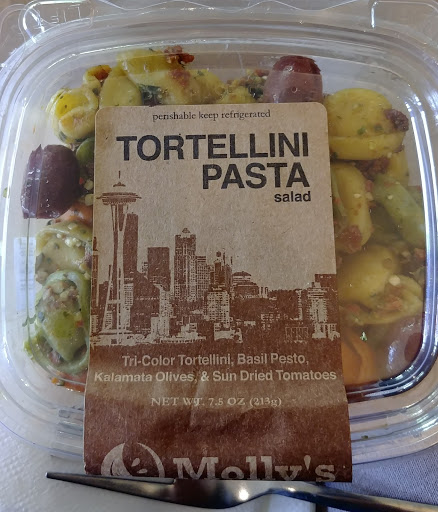 perishable keep refrigerated
TORTELLINI
PASTA
salad
Tri-Color Tortellini, Basil Pesto,
Kalamata Olives, & Sun Dried Tomatoes
NET WT. 7.5 OZ (213g)
Molly's